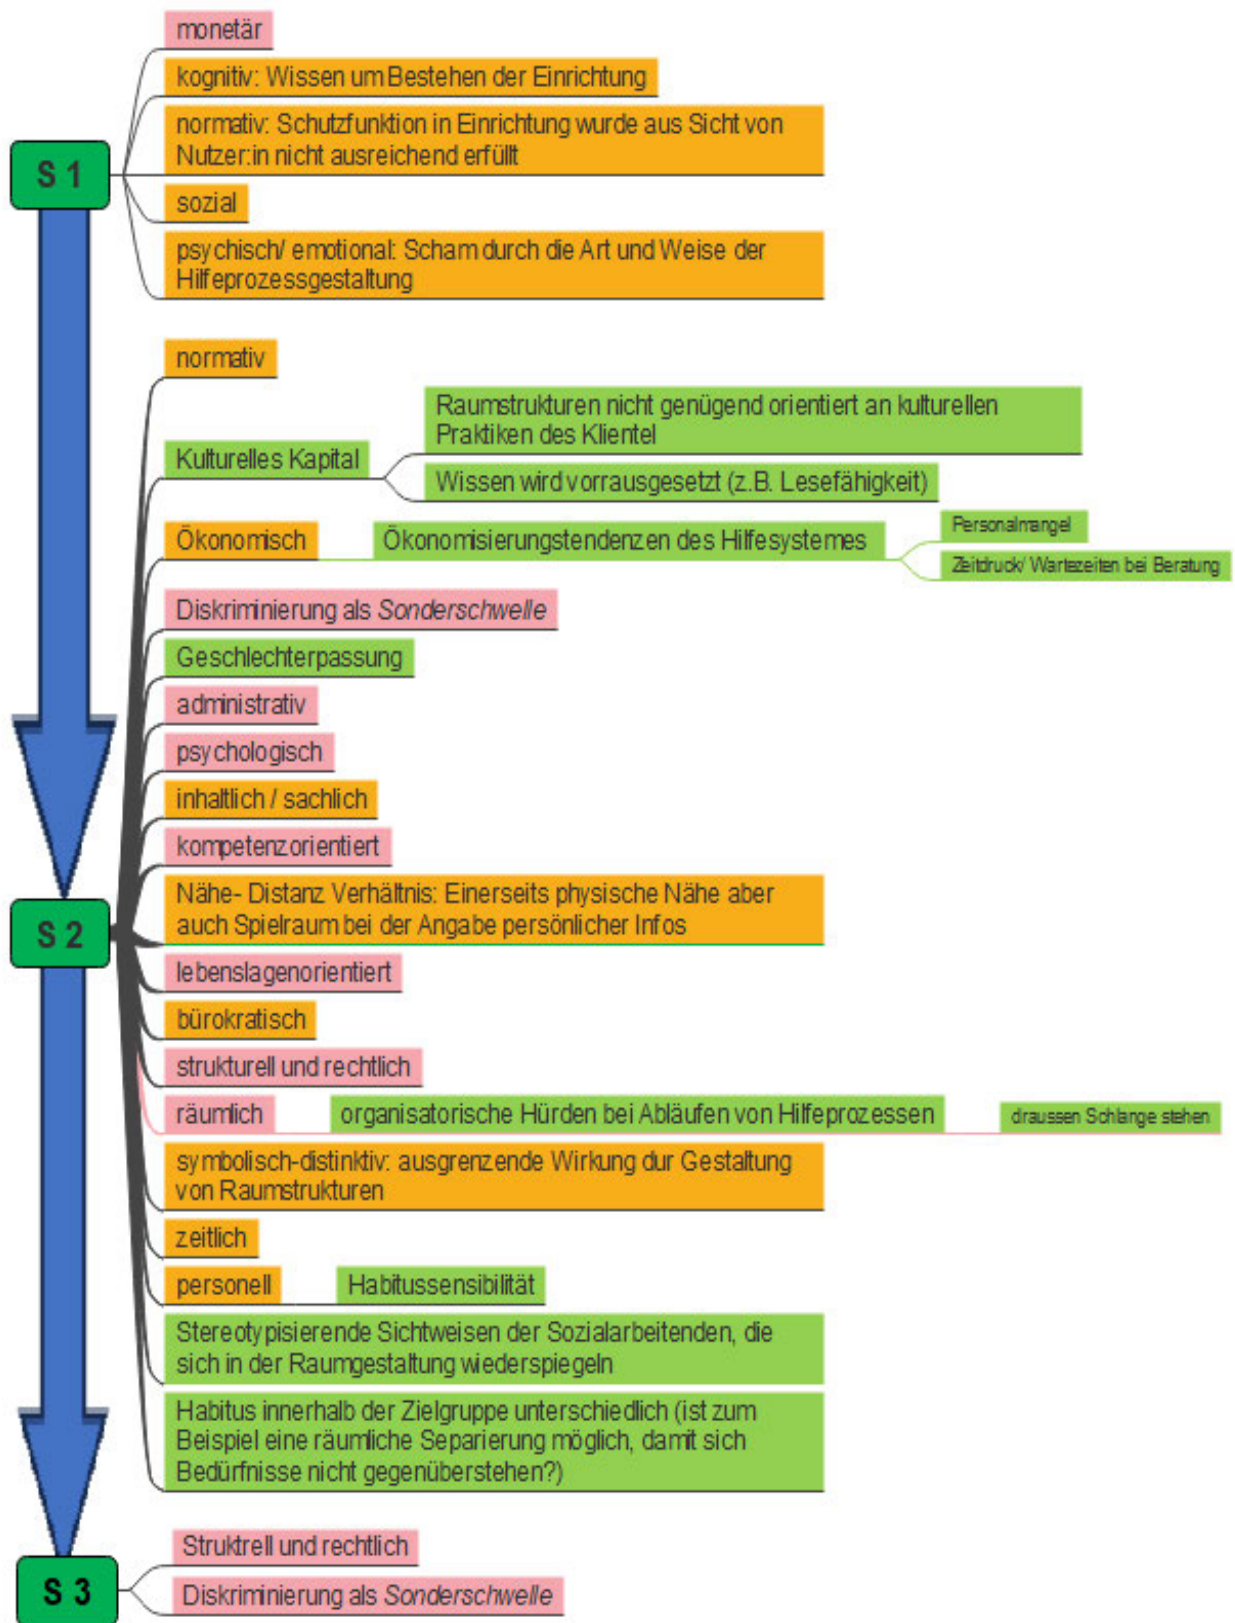 monetär
kognitiv: Wissen um Bestehen der Einrichtung
normativ: Schutzfunktion in Einrichtung wurde aus Sicht von
Nutzer:in nicht ausreichend erfüllt
S 1
sozial
psychisch/ emotional: Scham durch die Art und Weise der
Hilfeprozessgestaltung
normativ
Kulturelles Kapital
Raumstrukturen nicht genügend orientiert an kulturellen
Praktiken des Klientel
Wissen wird vorrausgesetzt (z.B. Lesefähigkeit)
Ökonomisch
Ökonomisierungstendenzen des Hilfesystemes
Personalmangel
Zeitdruck/ Wartezeiten bei Beratung
Diskriminierung als Sonderschwelle
Geschlechterpassung
administrativ
psychologisch
inhaltlich / sachlich
kompetenzorientiert
Nähe- Distanz Verhältnis: Einerseits physische Nähe aber
auch Spielraum bei der Angabe persönlicher Infos
S 2
lebenslagenorientiert
bürokratisch
strukturell und rechtlich
räumlich
organisatorische Hürden bei Abläufen von Hilfeprozessen
draussen Schlange stehen
symbolisch-distinktiv: ausgrenzende Wirkung dur Gestaltung
von Raumstrukturen
zeitlich
personell
Habitussensibilität
Stereotypisierende Sichtweisen der Sozialarbeitenden, die
sich in der Raumgestaltung wiederspiegeln
Habitus innerhalb der Zielgruppe unterschiedlich (ist zum
Beispiel eine räumliche Separierung möglich, damit sich
Bedürfnisse nicht gegenüberstehen?)
S 3
Struktrell und rechtlich
Diskriminierung als Sonderschwelle